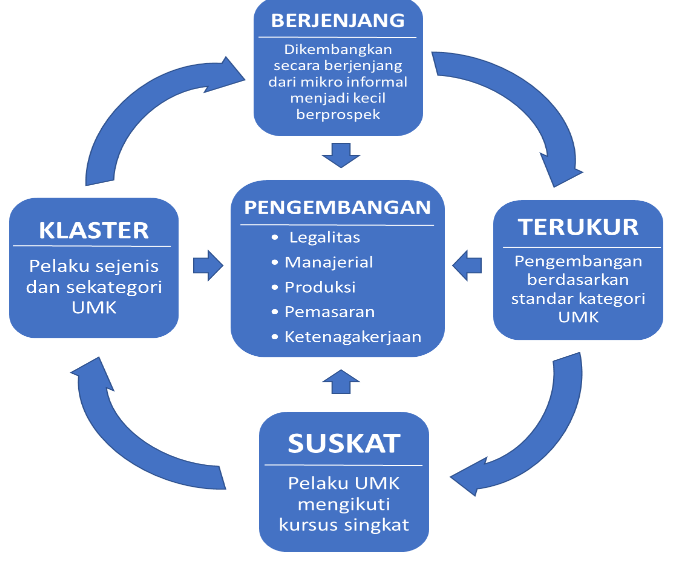 BERJENJANG
Dikembangkan
secara berjenjang
dari mikro informal
menjadi kecil
berprospek
KLASTER
Pelaku sejenis
dan sekategori
UMK
PENGEMBANGAN
• Legalitas
• Manajerial
• Produksi
• Pemasaran
• Ketenagakerjaan
TERUKUR
Pengembangan
berdasarkan
standar kategori
UMK
SUSKAT
Pelaku UMK
mengikuti
kursus singkat